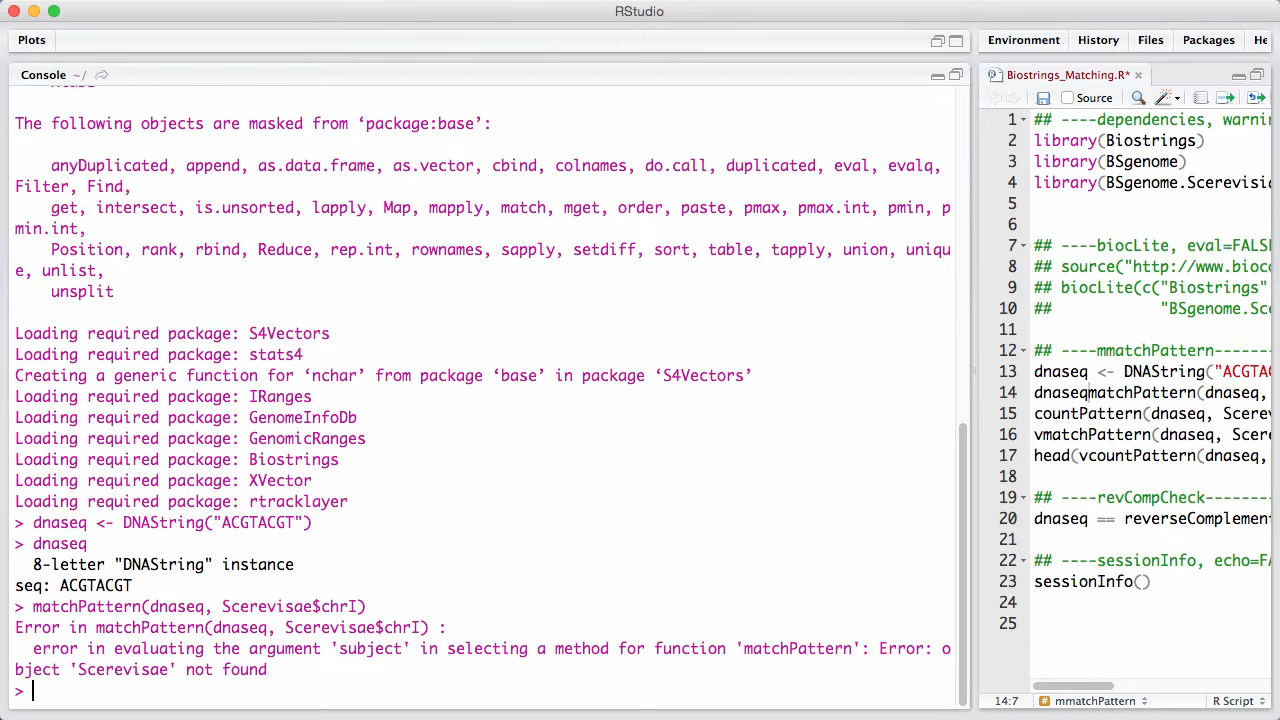 RStudio
Plots
Console ~/
The following objects are masked from ‘package:base’:
anyDuplicated, append, as.data.frame, as.vector, cbind, colnames, do.call, duplicated, eval, evalq,
Filter, Find,
get, intersect, is.unsorted, lapply, Map, mapply, match, mget, order, paste, pmax, pmax.int, pmin, p
min.int,
Position, rank, rbind, Reduce, rep.int, rownames, sapply, setdiff, sort, table, tapply, union, uniqu
e, unlist,
unsplit
Loading required package: S4Vectors
Loading required package: stats4
Creating a generic function for ‘nchar’ from package ‘base’ in package ‘S4Vectors’
Loading required package: IRanges
Loading required package: GenomeInfoDb
Loading required package: GenomicRanges
Loading required package: Biostrings
Loading required package: XVector
Loading required package: rtracklayer
> dnaseq <- DNAString("ACGTACGT")
> dnaseq
8-letter "DNAString" instance
seq: ACGTACGT
> matchPattern(dnaseq, Scerevisae$chrI)
Error in matchPattern(dnaseq, Scerevisae$chrI) :
error in evaluating the argument 'subject' in selecting a method for function 'matchPattern': Error: o
bject 'Scerevisae' not found
>
Environment History Files Packages He
Biostrings_Matching.R*
Source
1 ## ----dependencies, warnin
2 library(Biostrings)
3 library(BSgenome)
4 library(BSgenome.Scerevisia
5
6
7 ## ----biocLite, eval=FALSE
8 ## source("http://www.bioco
9 ## biocLite(c("Biostrings"
10 ## "BSgenome.Sce
11
12 ## ----mmatchPattern-------
13 dnaseq <- DNAString("ACGTAC
14 dnaseqmatchPattern(dnaseq,
15 countPattern(dnaseq, Scerev
16 vmatchPattern(dnaseq, Scere
17 head(vcountPattern(dnaseq,
18
19 ## ----revCompCheck--------
20 dnaseq == reverseComplement
21
22 ## ----sessionInfo, echo=FA
23 sessionInfo()
24
25
14:7 # mmatchPattern R Script